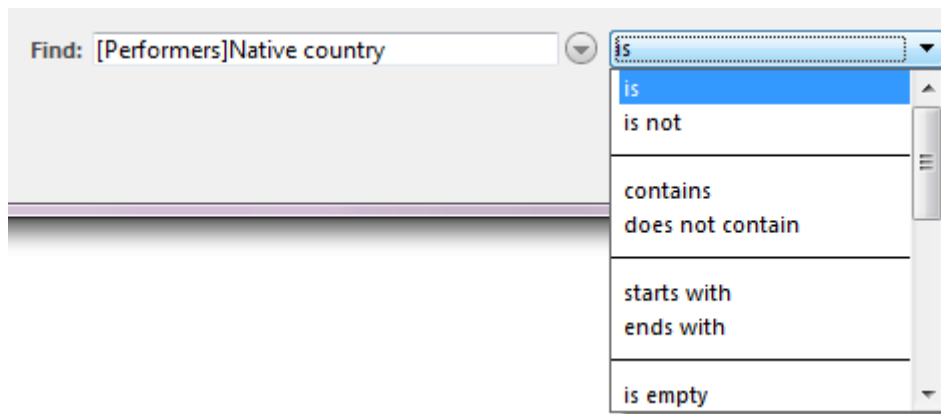 Find: [Performers]Native country is
is
is not
contains
does not contain
starts with
ends with
is empty